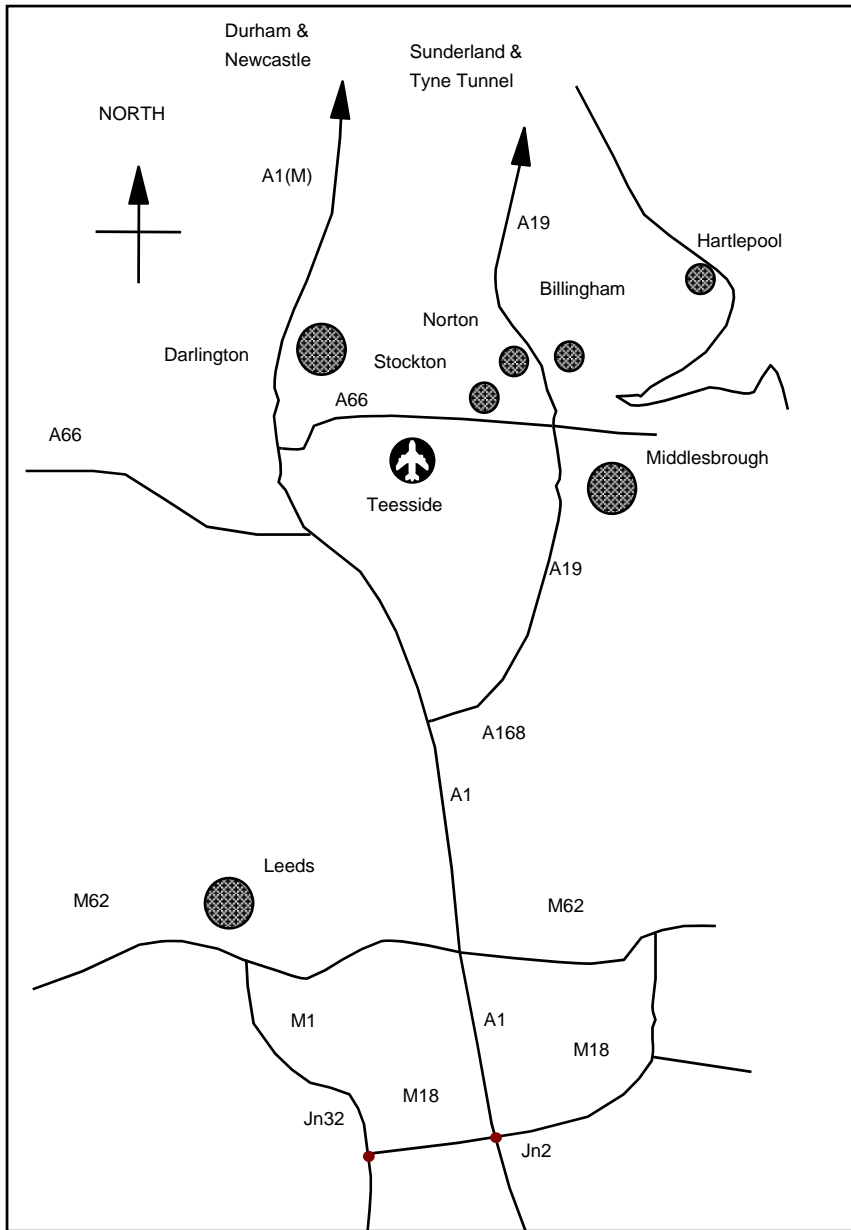 Durham &
Newcastle
Sunderland &
Tyne Tunnel
NORTH
A1(M)
A19
Hartlepool
Billingham
Norton
Darlington
Stockton
A66
A66
Middlesbrough
Teesside
A19
A168
A1
Leeds
M62
M62
M1
A1
M18
M18
Jn32
Jn2